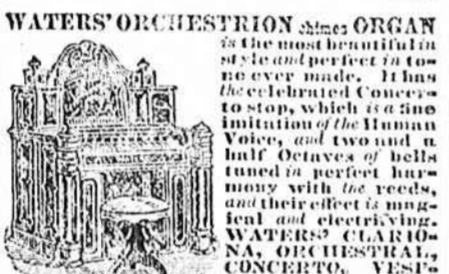 WATERS' ORCHESTRION chimes ORGAN
is the most beautiful in
style and perfect in to-
ne ever made. It has
the celebrated Concer-
to stop, which is a fine
imitation of the Human
Voice, and two and a
half Octaves of bells
tuned in perfect har-
mony with the reeds,
and their effect is mag-
ical and electrifying.
WATERS' CLARIO-
NA, ORCHESTRAL,
CONCERTO, VESP-